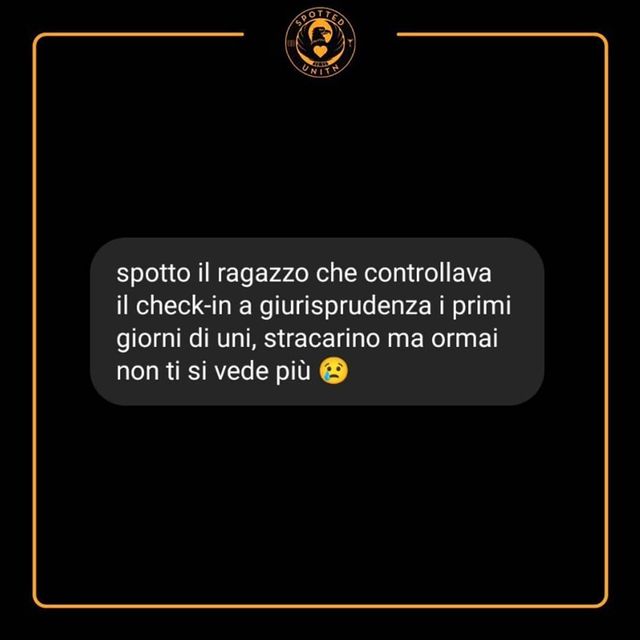 SPOTTED
UNITN
spotto il ragazzo che controllava
il check-in a giurisprudenza i primi
giorni di uni, stracarino ma ormai
non ti si vede più 😢